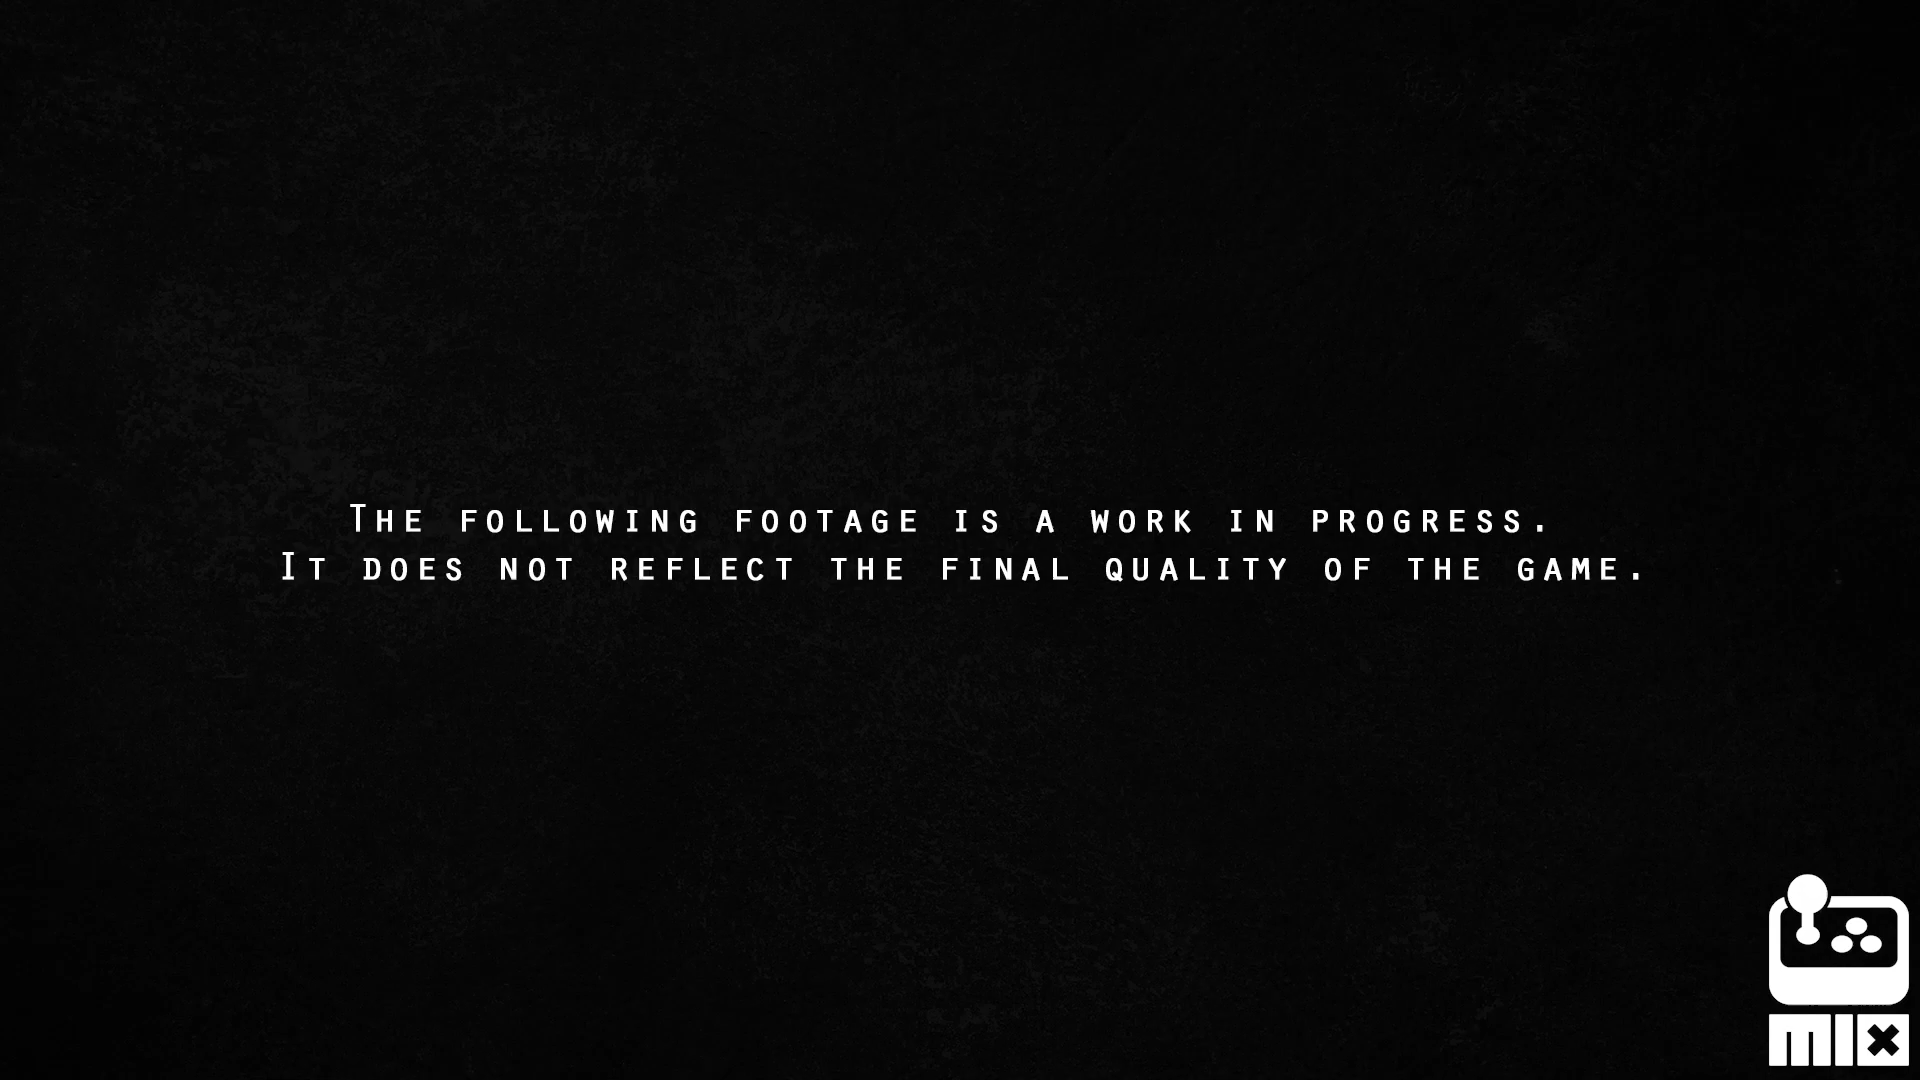 The following footage is a work in progress.
It does not reflect the final quality of the game.
mix